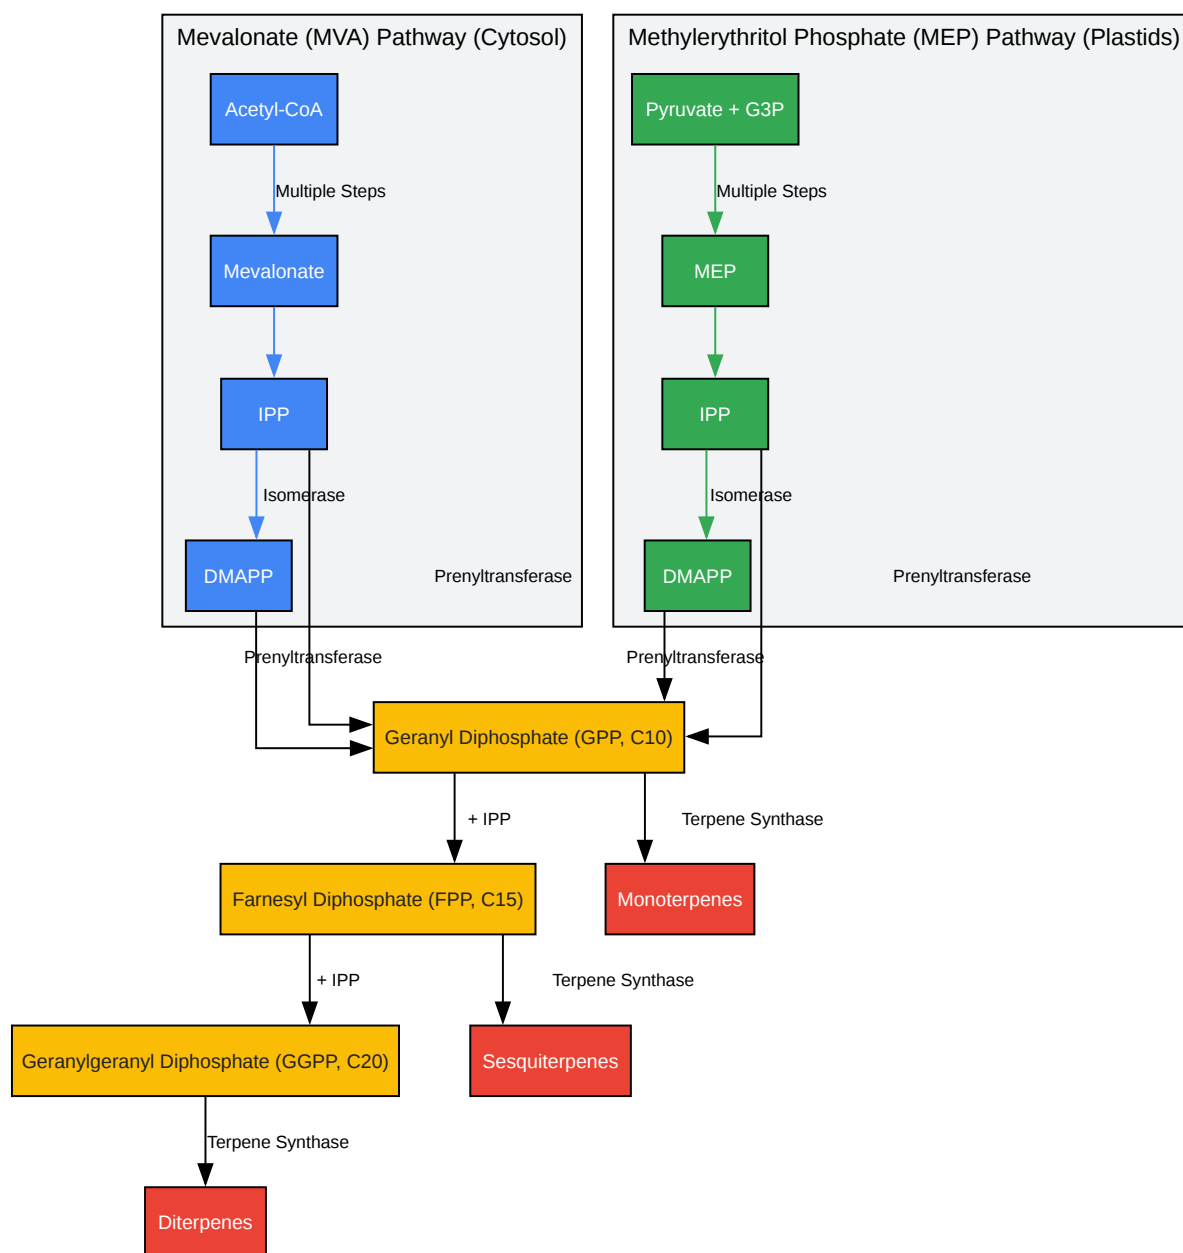 Mevalonate (MVA) Pathway (Cytosol)
Methylerythritol Phosphate (MEP) Pathway (Plastids)
Acetyl-CoA
Pyruvate + G3P
Multiple Steps
Multiple Steps
Mevalonate
MEP
IPP
IPP
Isomerase
Isomerase
DMAPP
Prenyltransferase
DMAPP
Prenyltransferase
Prenyltransferase
Prenyltransferase
Geranyl Diphosphate (GPP, C10)
+ IPP
Terpene Synthase
Farnesyl Diphosphate (FPP, C15)
Monoterpenes
+ IPP
Terpene Synthase
Geranylgeranyl Diphosphate (GGPP, C20)
Sesquiterpenes
Terpene Synthase
Diterpenes